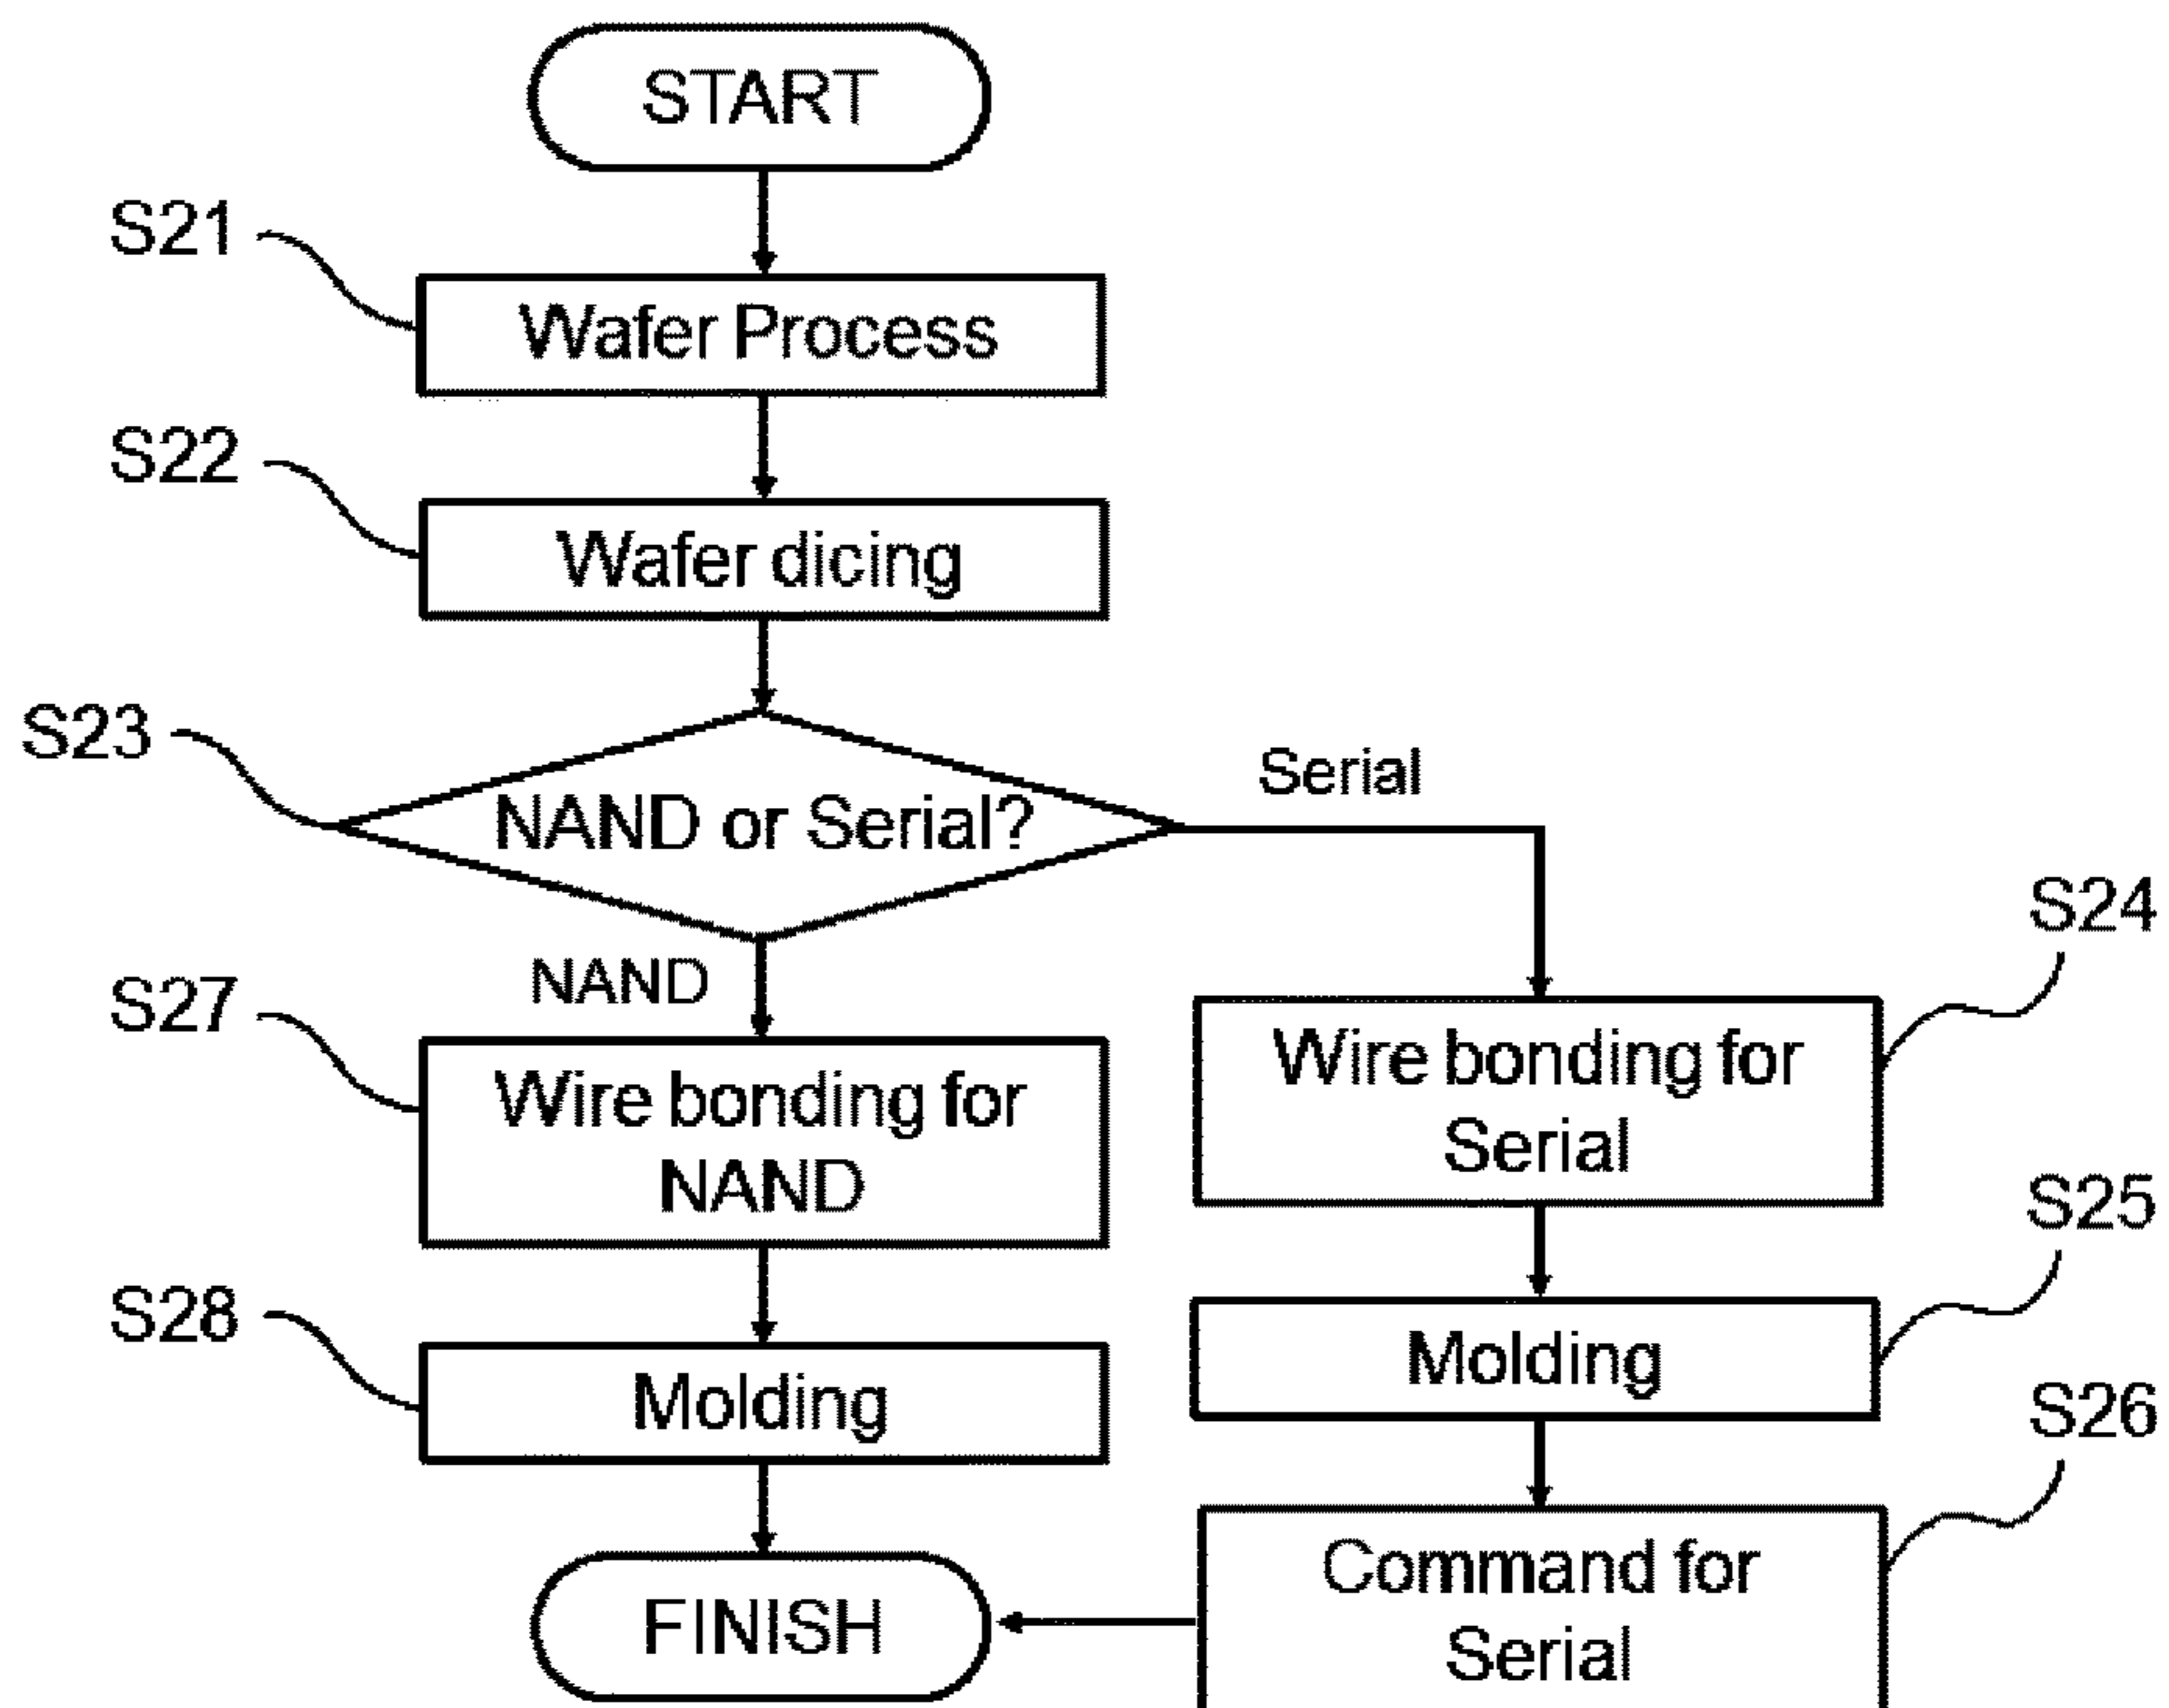 START
S21
Wafer Process
S22
Wafer dicing
S23
NAND or Serial?
Serial
NAND
S24
Wire bonding for
Serial
S25
Molding
S26
Command for
Serial
S27
Wire bonding for
NAND
S28
Molding
FINISH